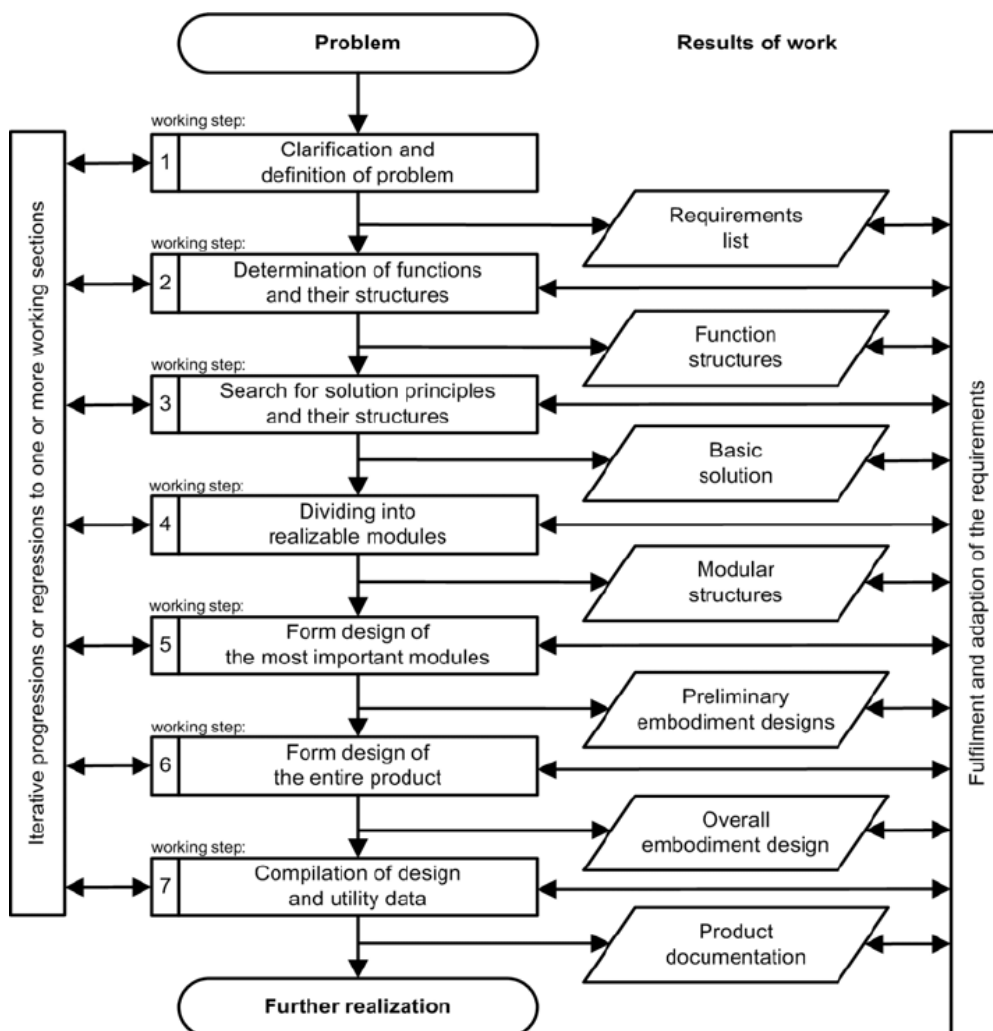 Problem
Results of work
working step:
1
Clarification and
definition of problem
Requirements
list
working step:
2
Determination of functions
and their structures
Function
structures
working step:
3
Search for solution principles
and their structures
Basic
solution
working step:
4
Dividing into
realizable modules
Modular
structures
working step:
5
Form design of
the most important modules
Preliminary
embodiment designs
working step:
6
Form design of
the entire product
Overall
embodiment design
working step:
7
Compilation of design
and utility data
Product
documentation
Further realization
Iterative progressions or regressions to one or more working sections
Fulfilment and adaption of the requirements